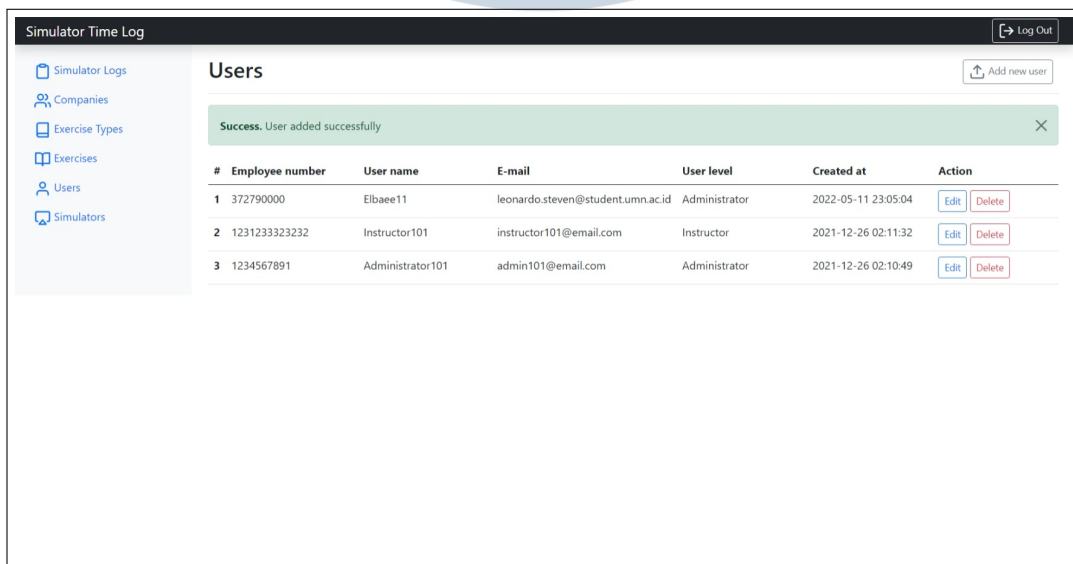 Simulator Time Log
Log Out
Simulator Logs
Companies
Exercise Types
Exercises
Users
Simulators
Users
Add new user
Success. User added successfully
# Employee number User name E-mail User level Created at Action
1 372790000 Elbaee11 leonardo.steven@student.umn.ac.id Administrator 2022-05-11 23:05:04 Edit Delete
2 1231233323232 Instructor101 instructor101@email.com Instructor 2021-12-26 02:11:32 Edit Delete
3 1234567891 Administrator101 admin101@email.com Administrator 2021-12-26 02:10:49 Edit Delete